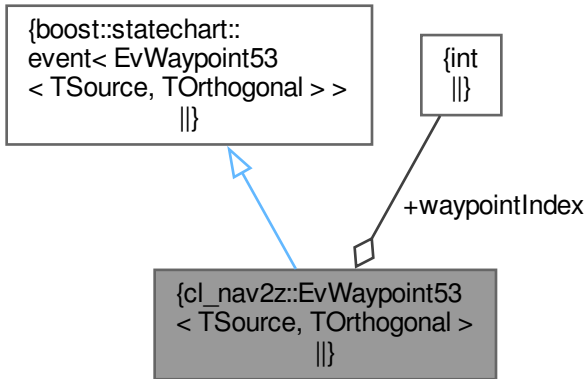 {boost::statechart::
event< EvWaypoint53
< TSource, TOrthogonal > >
||}
{int
||}
+waypointIndex
{cl_nav2z::EvWaypoint53
< TSource, TOrthogonal >
||}